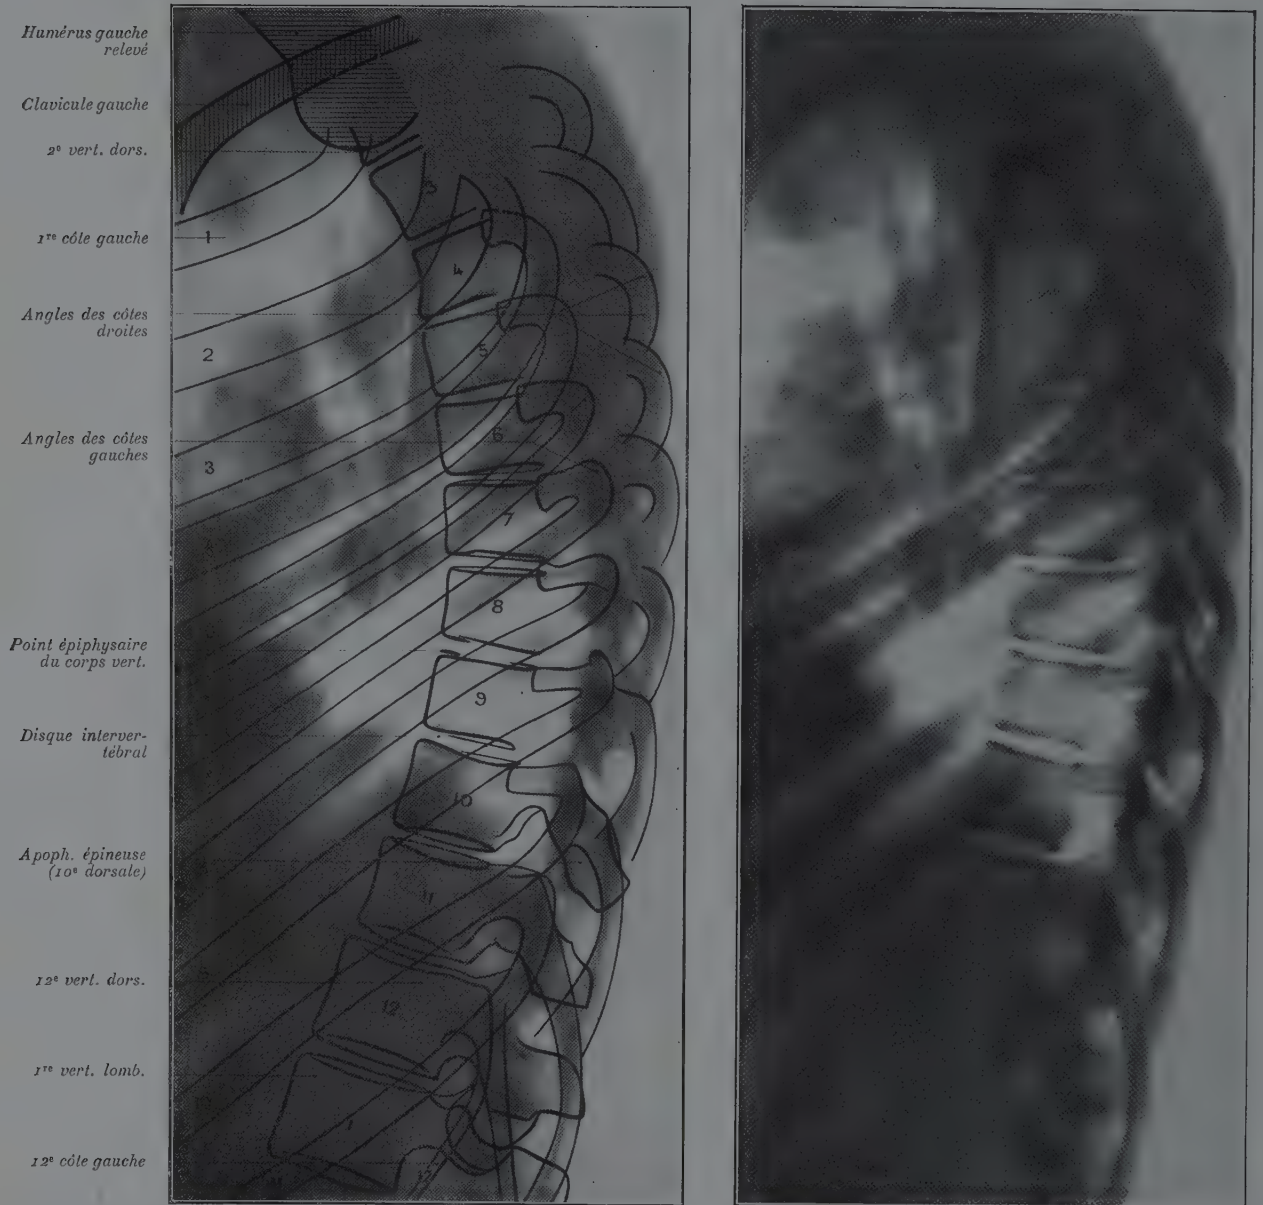 Humérus gauche
relevé
Clavicule gauche
2e vert. dors.
1re côte gauche
Angles des côtes
droites
Angles des côtes
gauches
Point épiphysaire
du corps vert.
Disque interver-
tébral
Apoph. épineuse
(10e dorsale)
12e vert. dors.
1re vert. lomb.
12e côte gauche
1
2
3
3
4
5
6
7
8
9
10
11
12
1
11
12